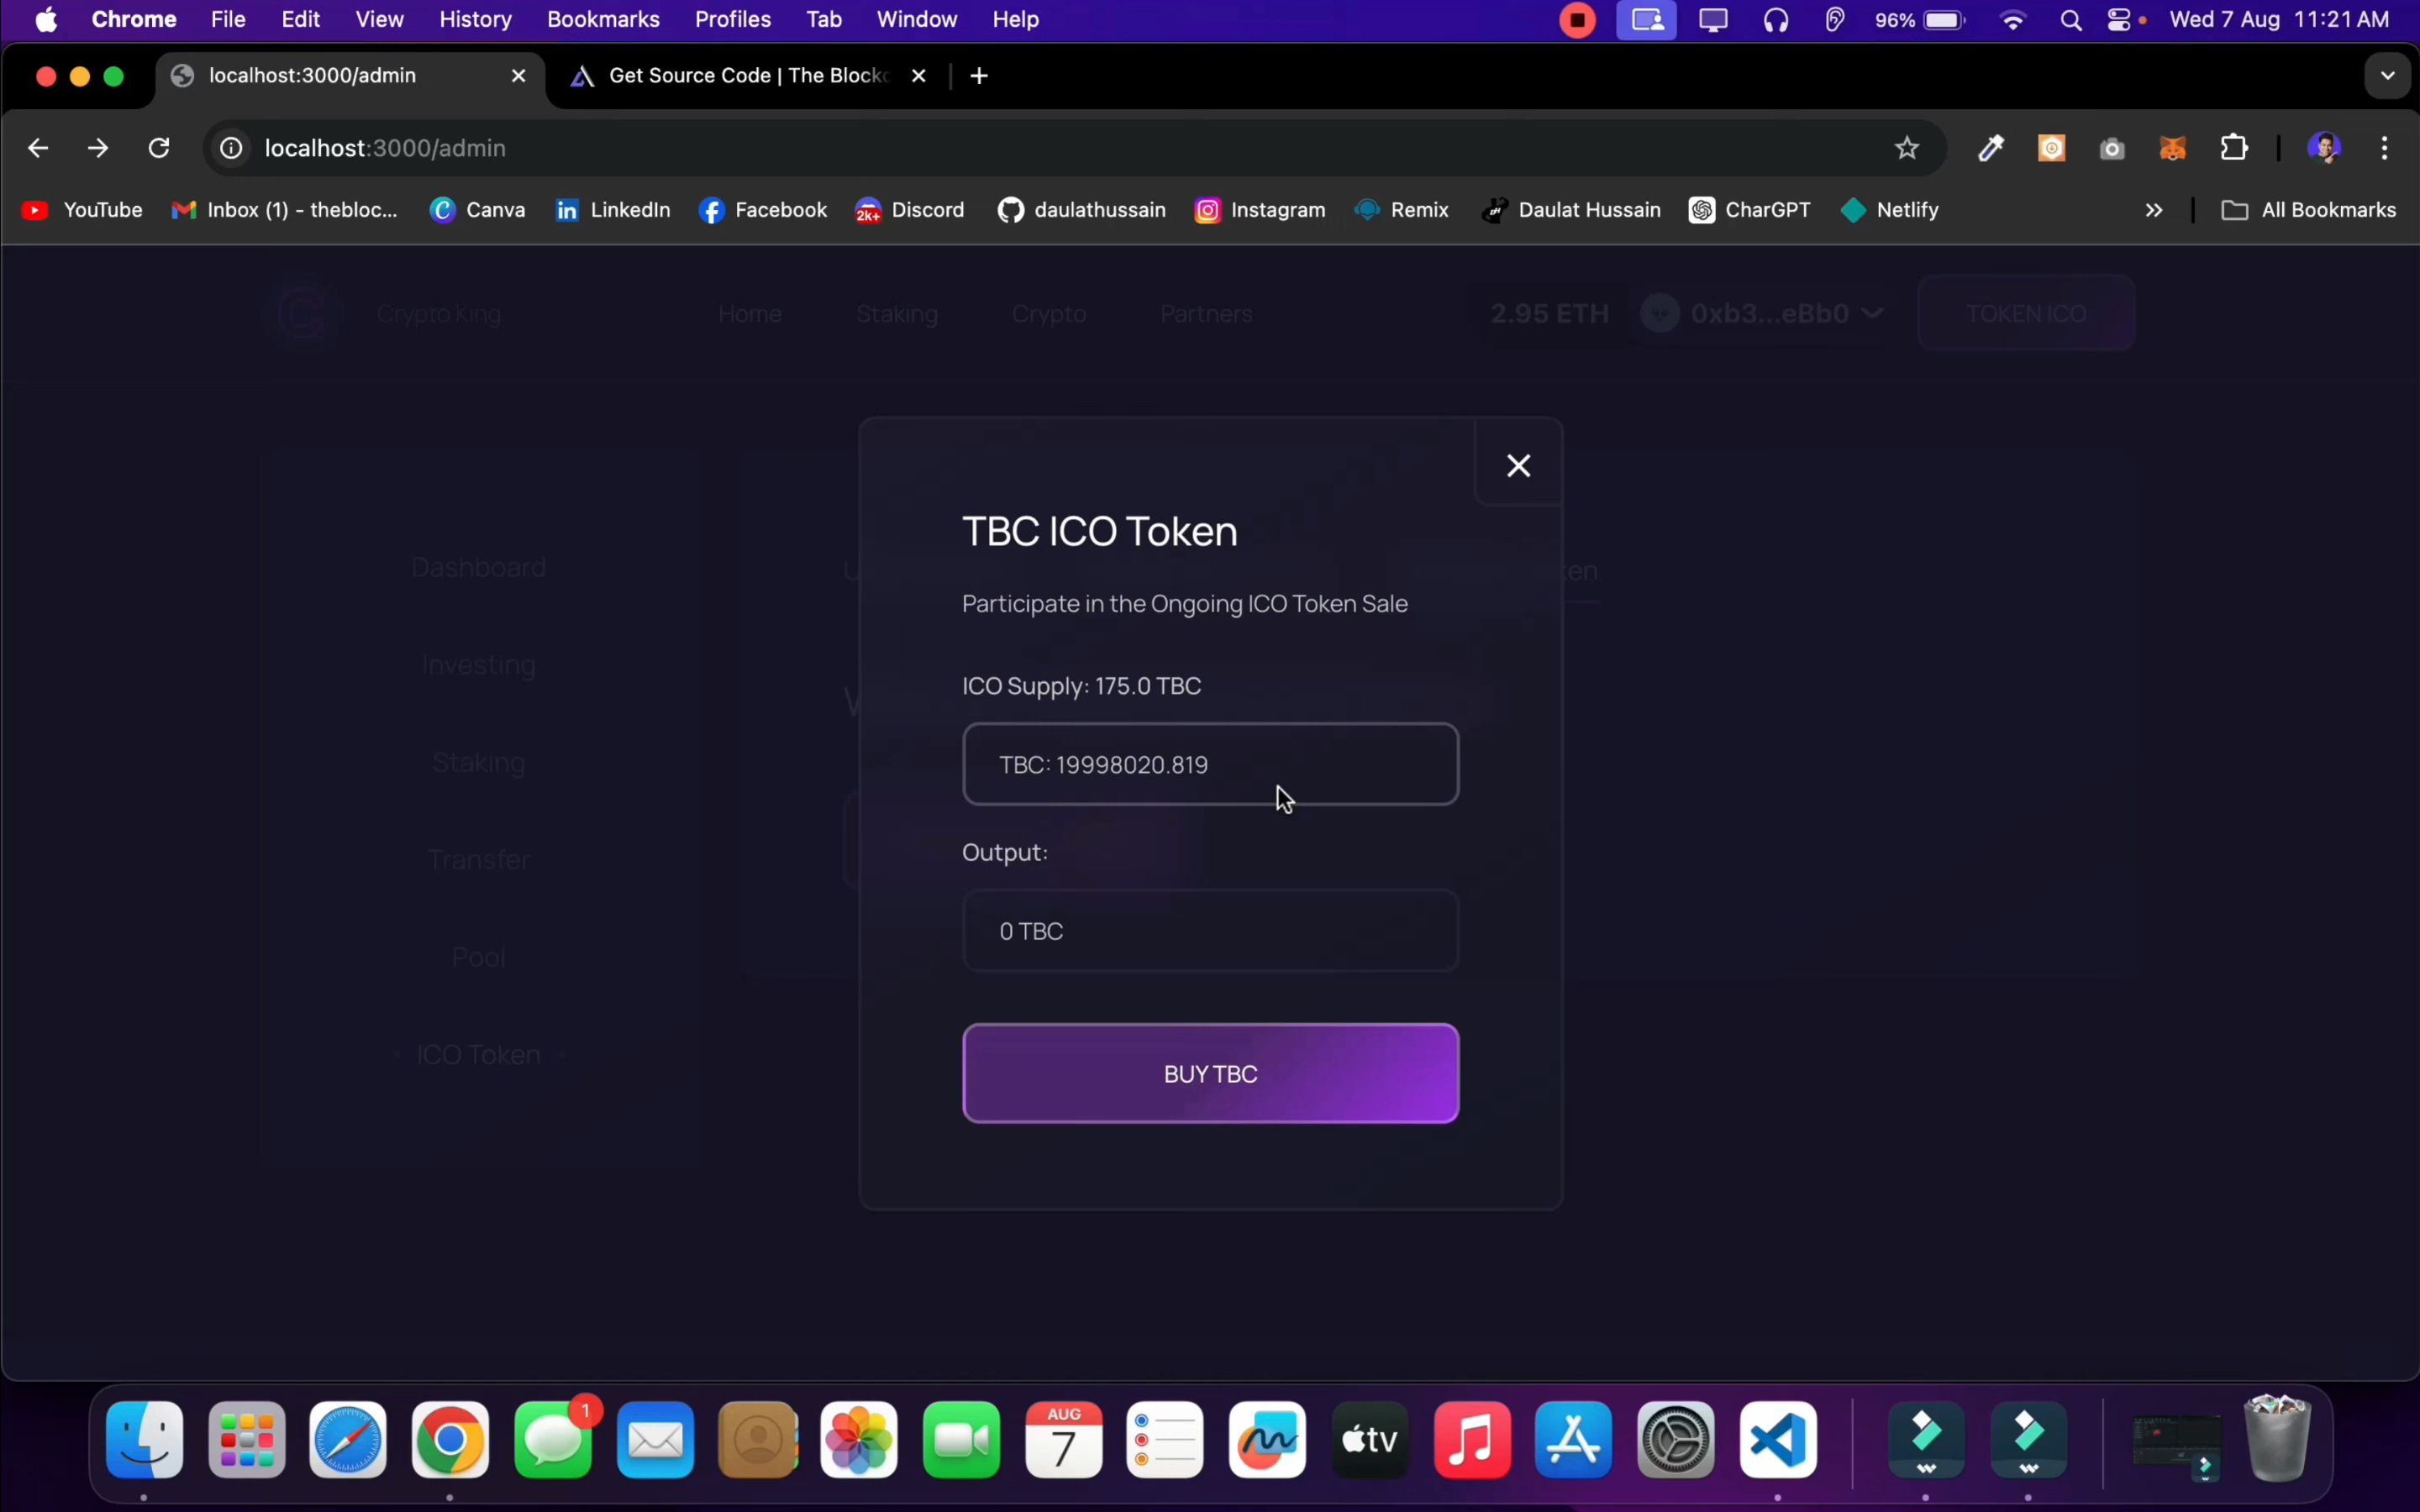 Chrome File Edit View History Bookmarks Profiles Tab Window Help 96% Wed 7 Aug 11:21 AM
localhost:3000/admin Get Source Code | The Blockc
localhost:3000/admin
YouTube Inbox (1) - thebloc... Canva LinkedIn Facebook 2k+ Discord daulathussain Instagram Remix Daulat Hussain CharGPT Netlify All Bookmarks
Crypto King Home Staking Crypto Partners 2.95 ETH 0xb3...eBb0 TOKEN ICO
Dashboard
Investing
Staking
Transfer
Pool
ICO Token
TBC ICO Token
Participate in the Ongoing ICO Token Sale
ICO Supply: 175.0 TBC
TBC: 19998020.819
Output:
0 TBC
BUY TBC
1
AUG
7
tv